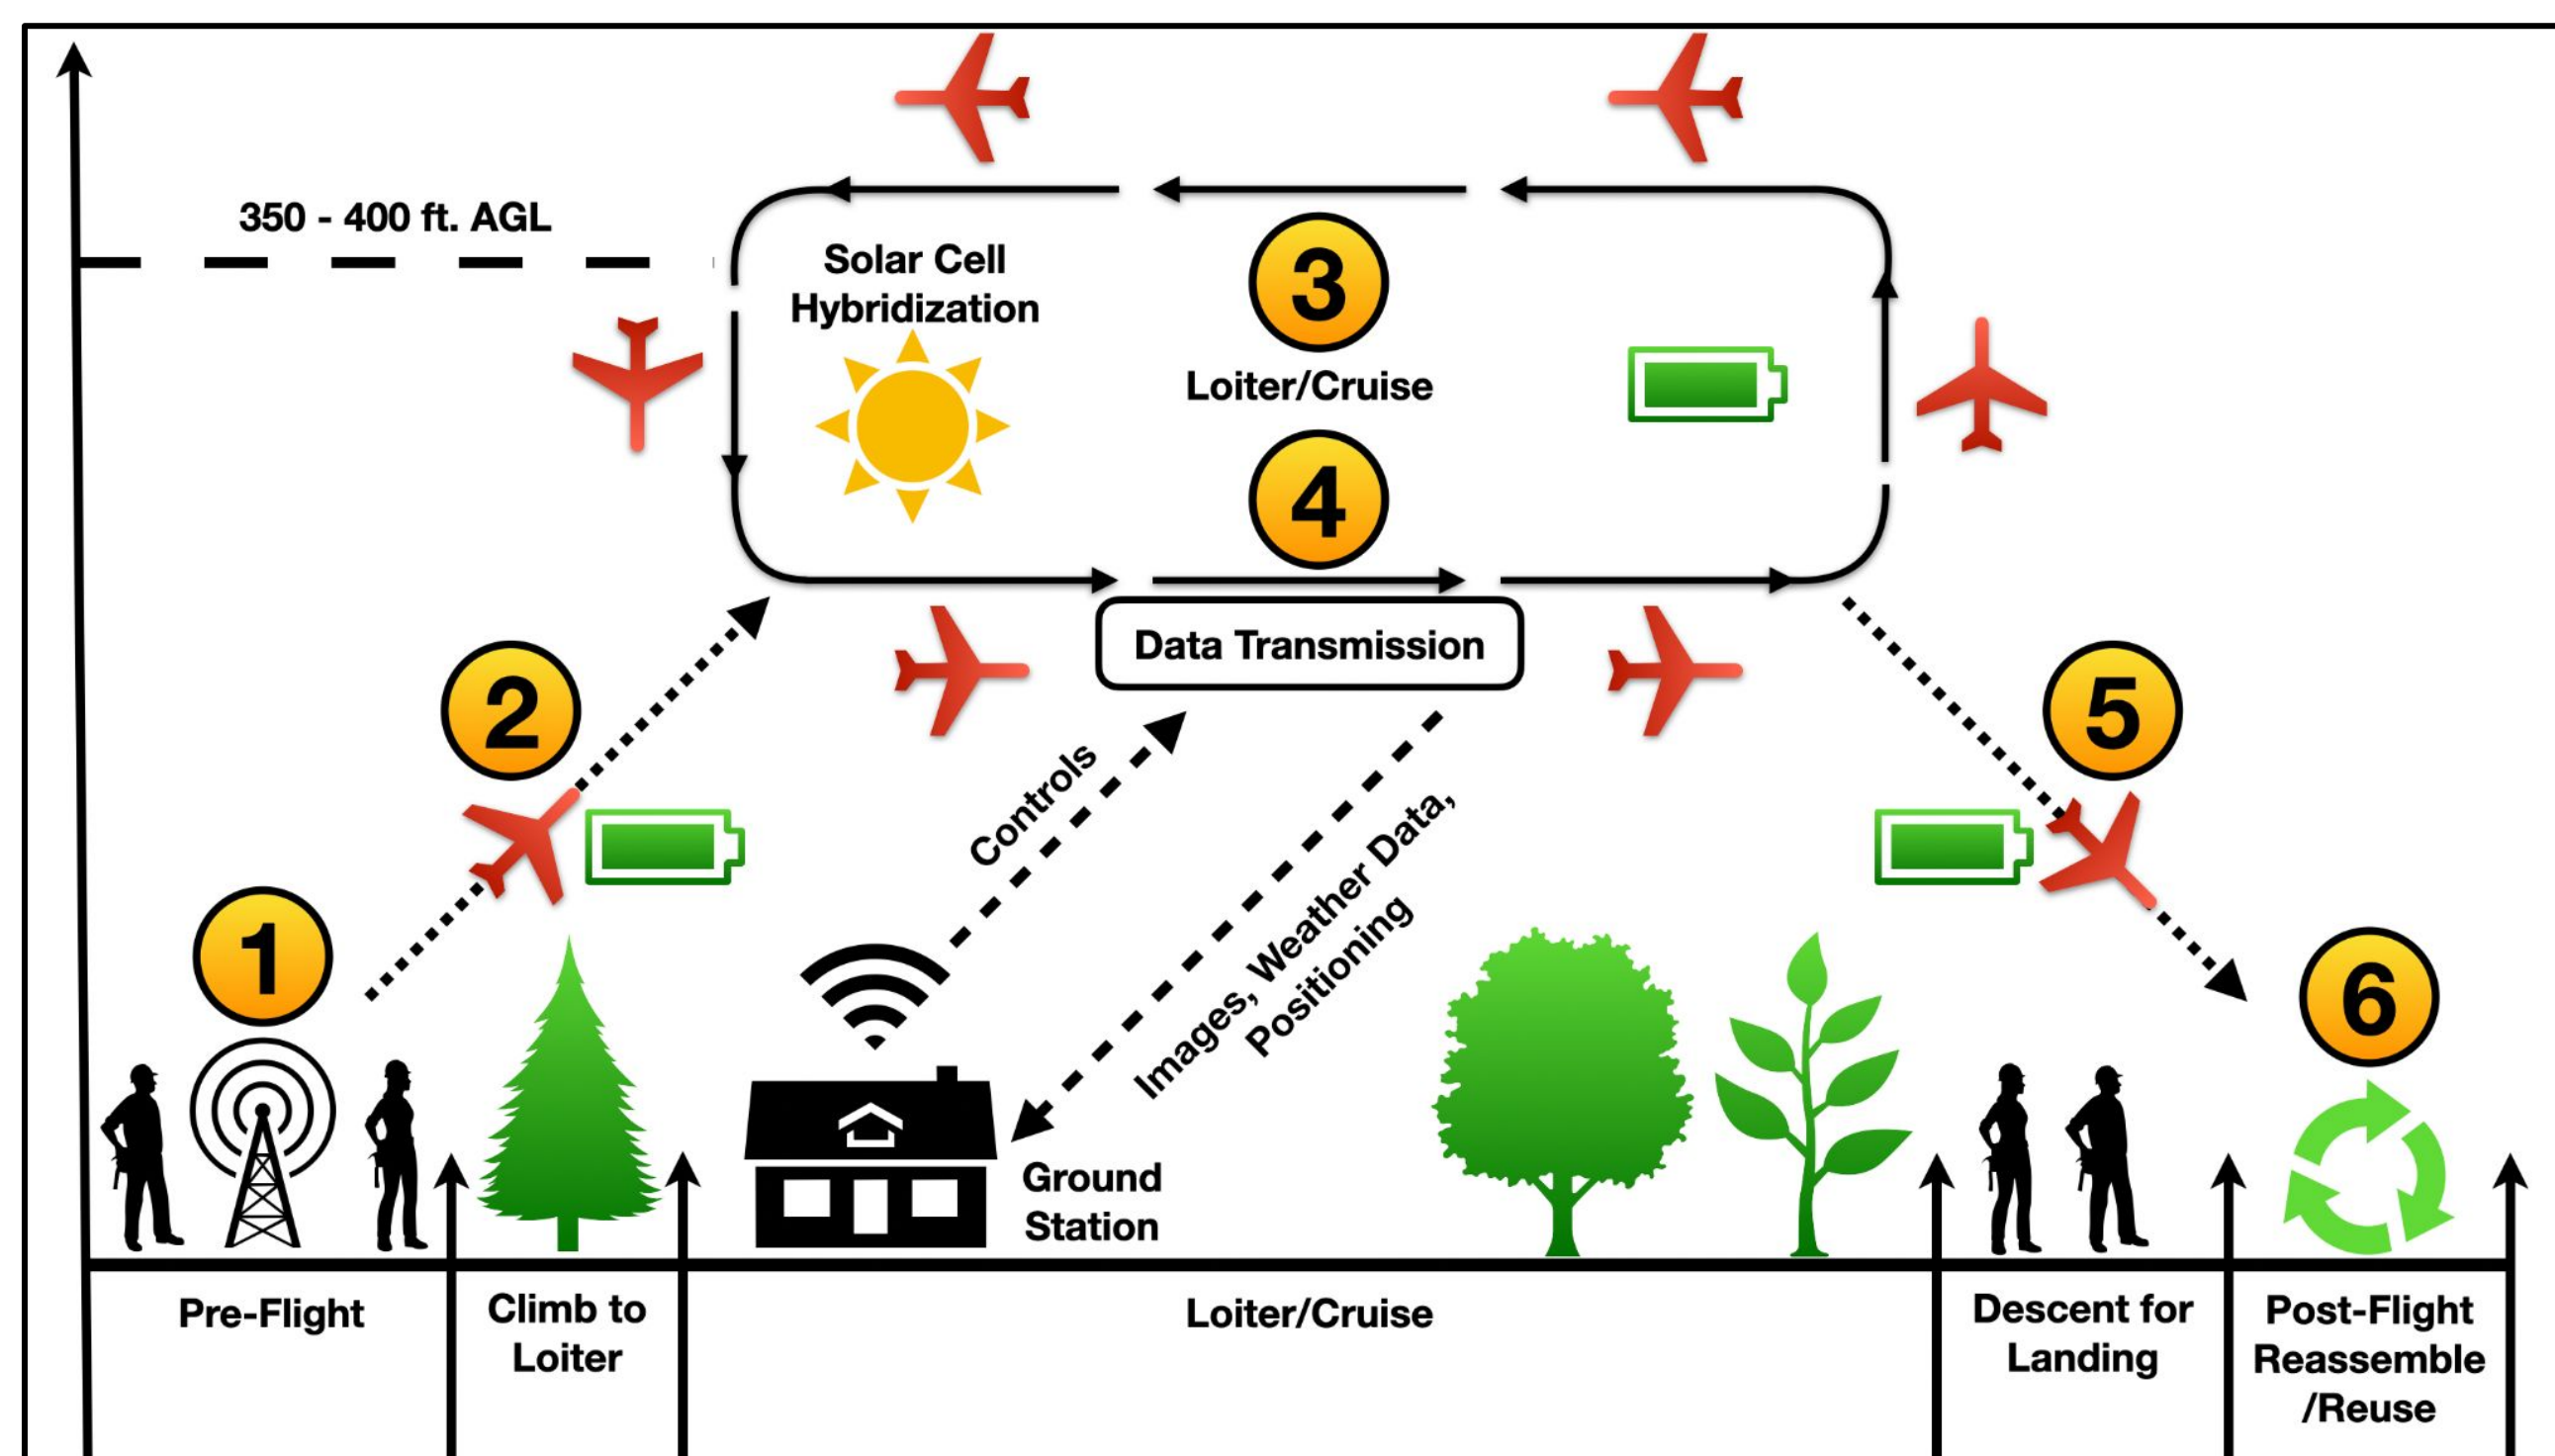 350 - 400 ft. AGL
Solar Cell
Hybridization
3
Loiter/Cruise
4
Data Transmission
2
5
Controls
Images, Weather Data,
Positioning
1
6
Ground
Station
Pre-Flight
Climb to
Loiter
Loiter/Cruise
Descent for
Landing
Post-Flight
Reassemble
/Reuse